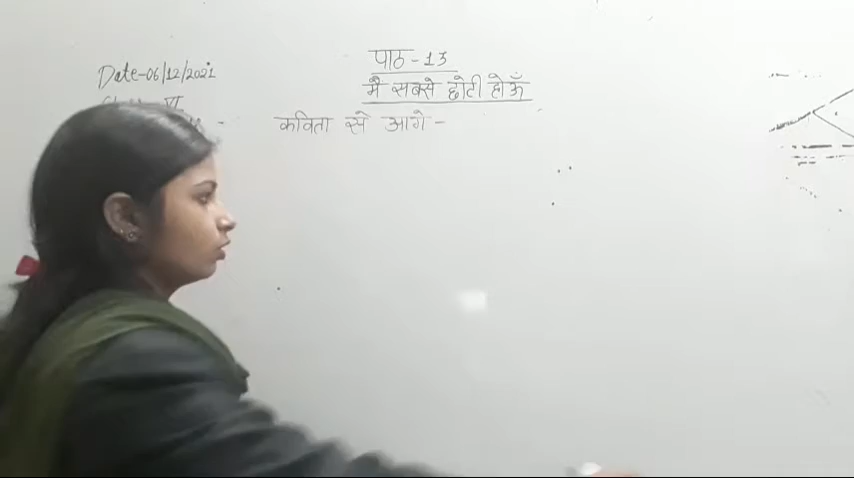 पाठ-13
Date-06/12/2021
मैं सबसे छोटी होऊँ
कविता से आगे-